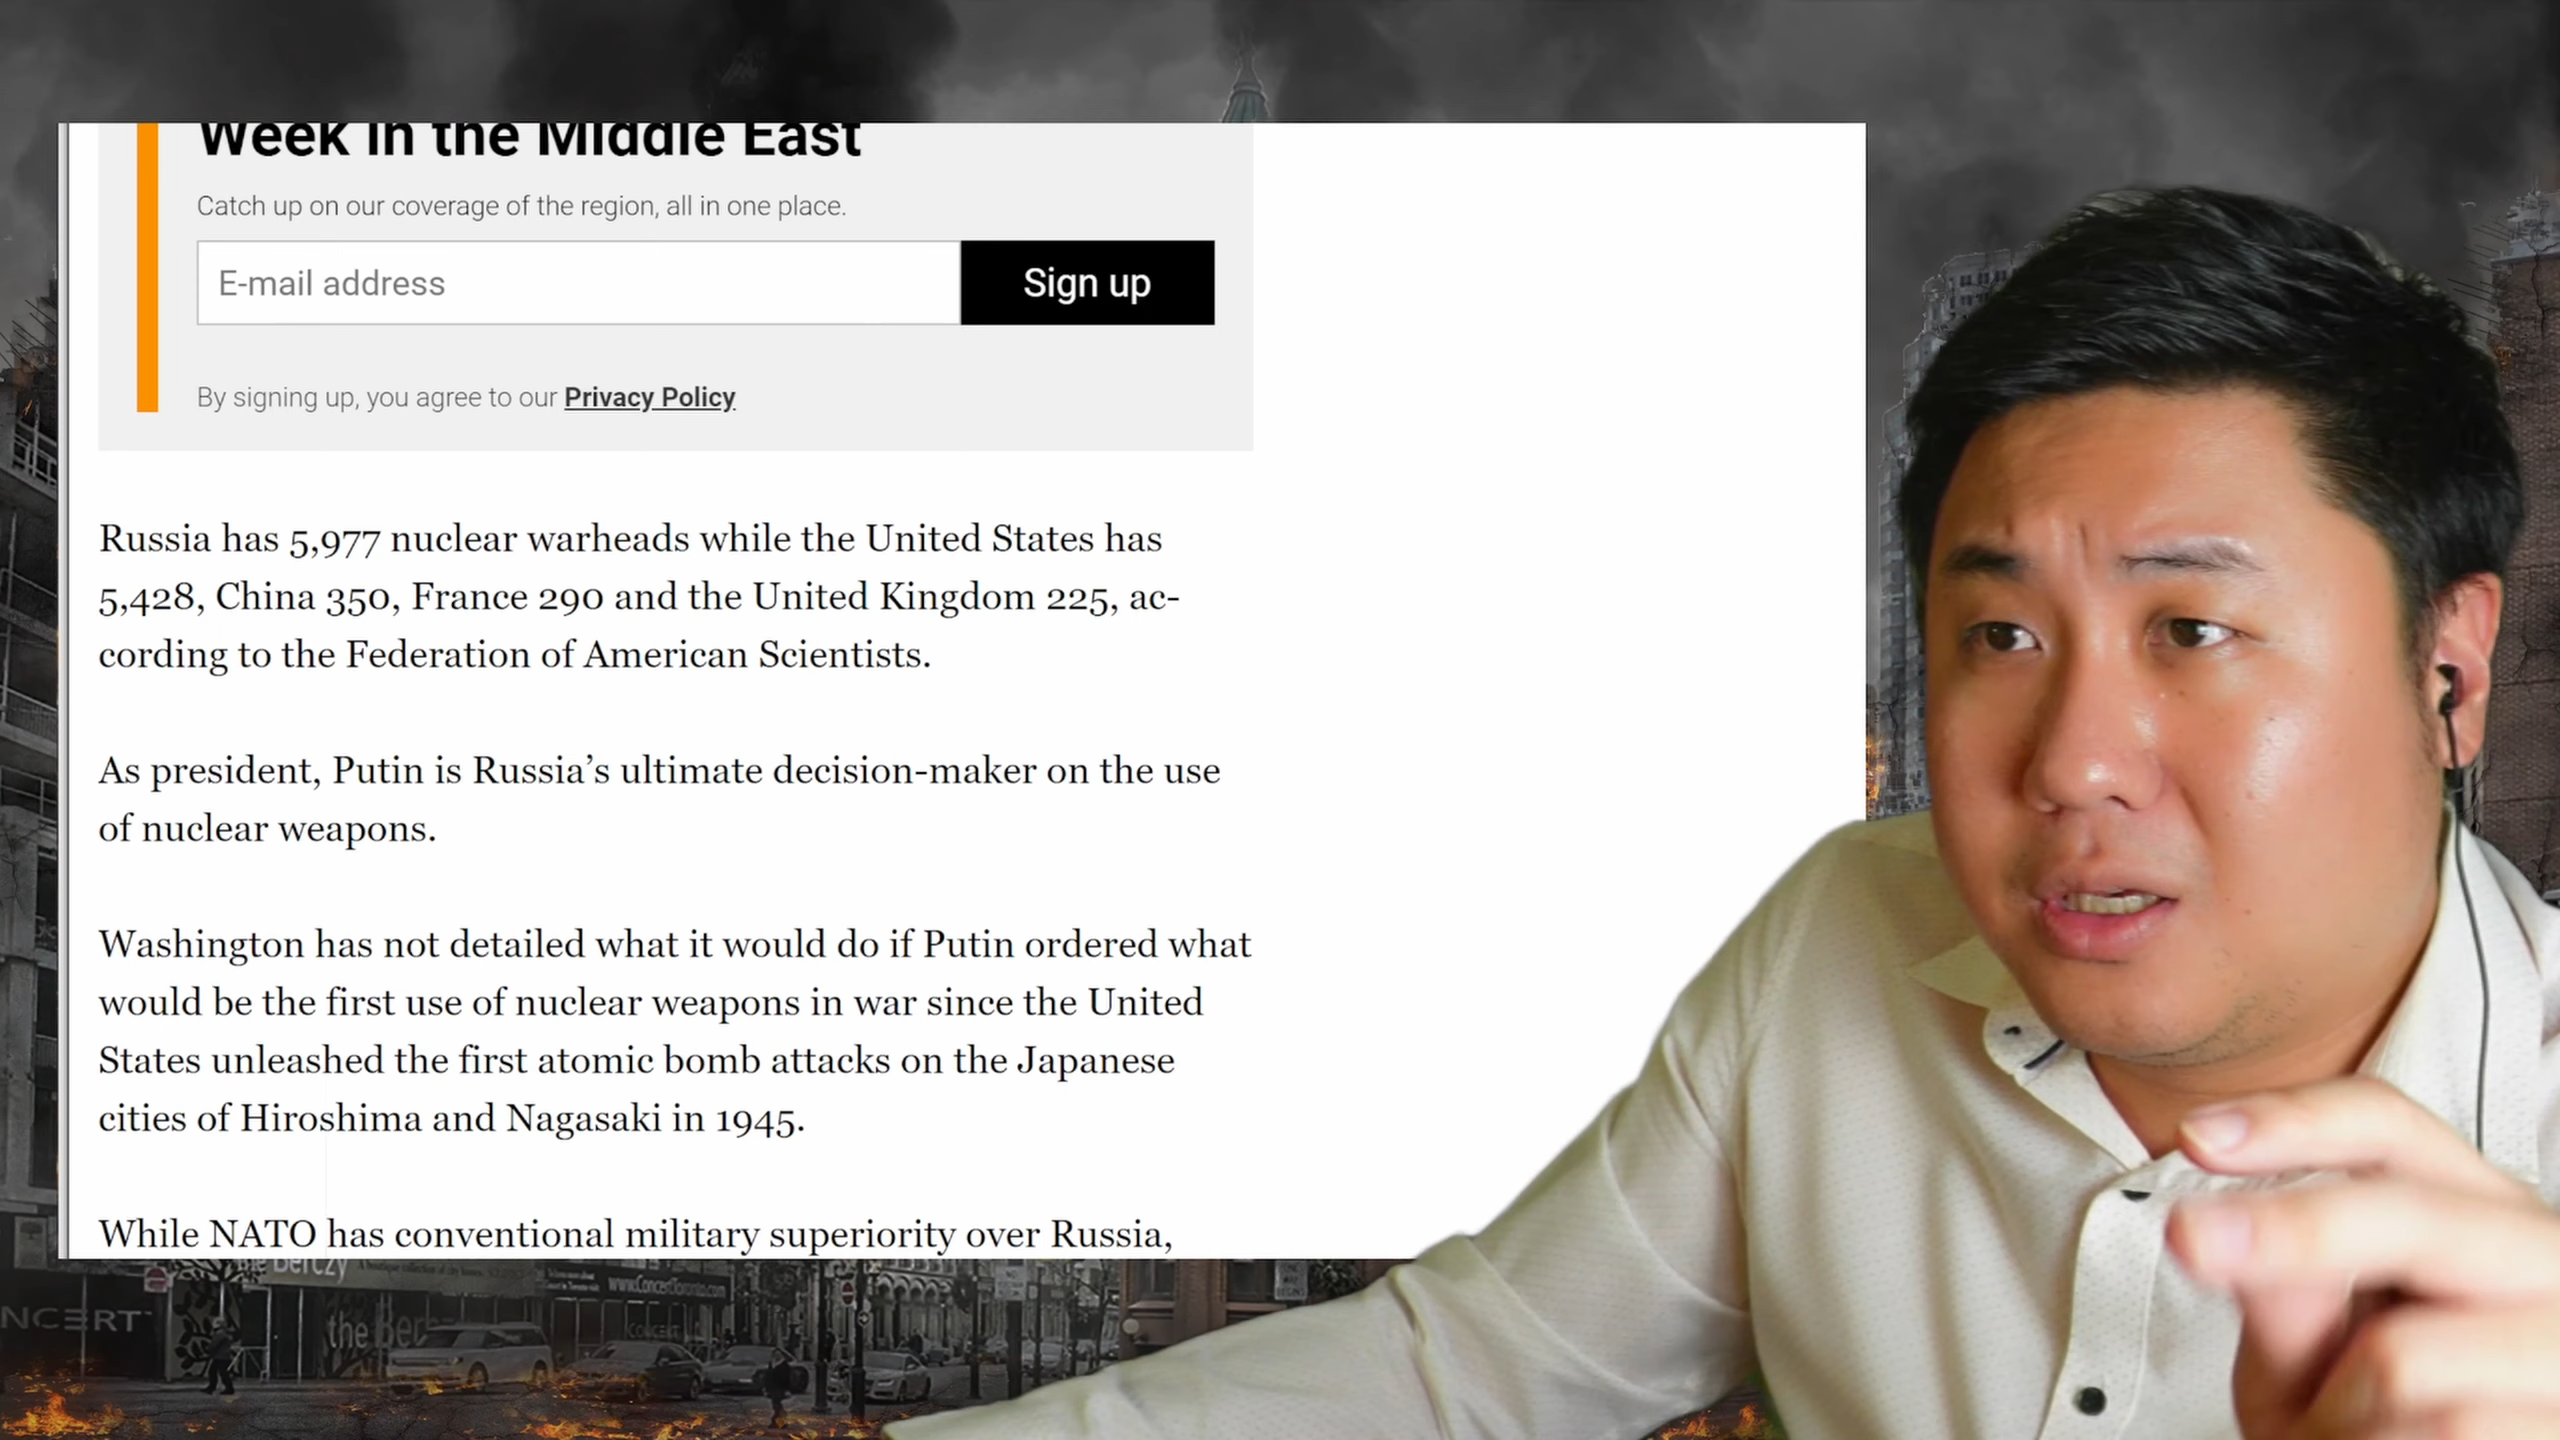 Week in the Middle East
Catch up on our coverage of the region, all in one place.
E-mail address
Sign up
By signing up, you agree to our Privacy Policy
Russia has 5,977 nuclear warheads while the United States has
5,428, China 350, France 290 and the United Kingdom 225, ac-
cording to the Federation of American Scientists.
As president, Putin is Russia’s ultimate decision-maker on the use
of nuclear weapons.
Washington has not detailed what it would do if Putin ordered what
would be the first use of nuclear weapons in war since the United
States unleashed the first atomic bomb attacks on the Japanese
cities of Hiroshima and Nagasaki in 1945.
While NATO has conventional military superiority over Russia,
the Berczy
NCERT
the Ber